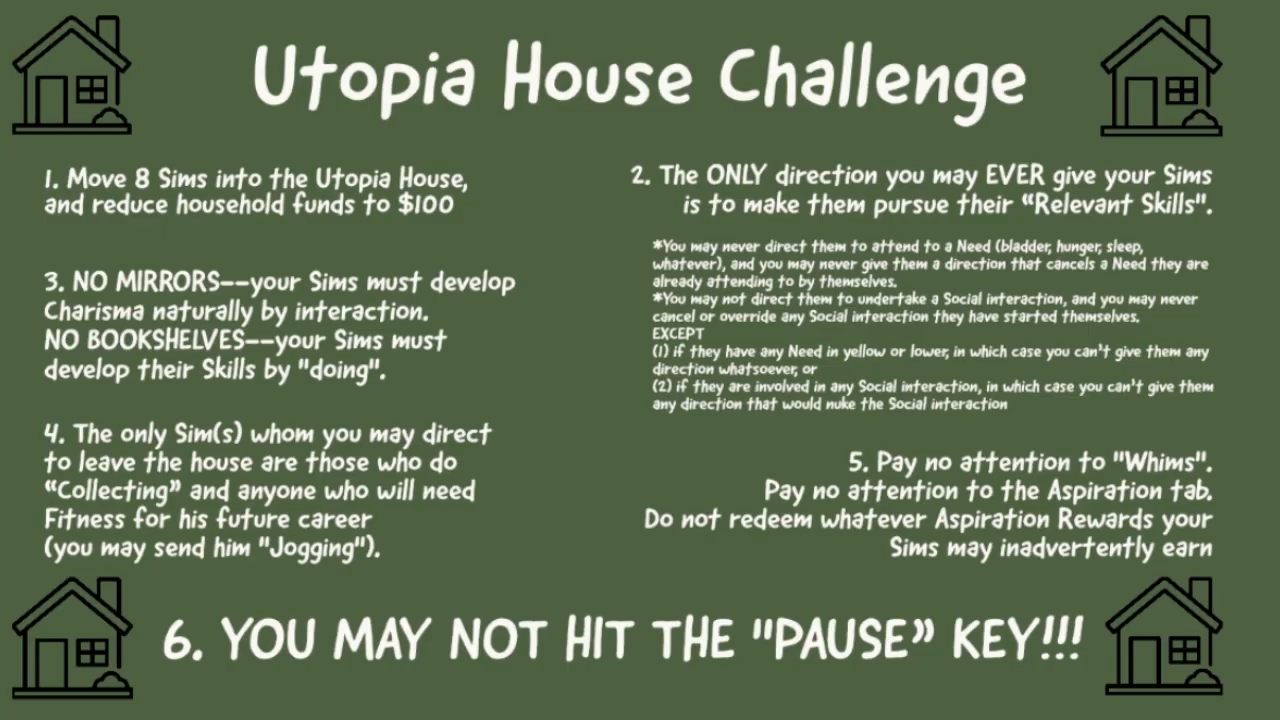 Utopia House Challenge
1. Move 8 Sims into the Utopia House,
and reduce household funds to $100
2. The ONLY direction you may EVER give your Sims
is to make them pursue their “Relevant Skills".
*You may never direct them to attend to a Need (bladder, hunger, sleep,
whatever), and you may never give them a direction that cancels a Need they are
already attending to by themselves.
*You may not direct them to undertake a Social interaction, and you may never
cancel or override any Social interaction they have started themselves.
EXCEPT
(1) if they have any Need in yellow or lower, in which case you can't give them any
direction whatsoever, or
(2) if they are involved in any Social interaction, in which case you can't give them
any direction that would nuke the Social interaction
3. NO MIRRORS--your Sims must develop
Charisma naturally by interaction.
NO BOOKSHELVES--your Sims must
develop their Skills by "doing".
4. The only Sim(s) whom you may direct
to leave the house are those who do
“Collecting” and anyone who will need
Fitness for his future career
(you may send him "Jogging").
5. Pay no attention to "Whims".
Pay no attention to the Aspiration tab.
Do not redeem whatever Aspiration Rewards your
Sims may inadvertently earn
6. YOU MAY NOT HIT THE "PAUSE” KEY!!!